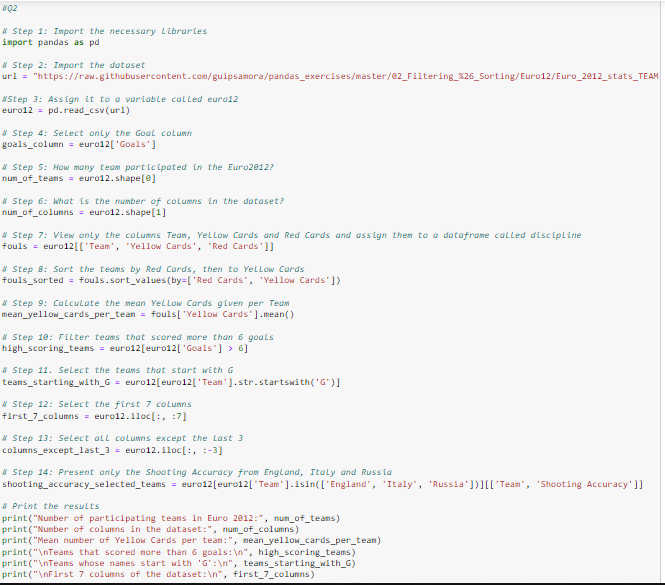 #Q2
# Step 1: Import the necessary libraries
import pandas as pd
# Step 2: Import the dataset
url = "https://raw.githubusercontent.com/guipsamora/pandas_exercises/master/02_Filtering_%26_Sorting/Euro12/Euro_2012_stats_TEAM
#Step 3: Assign it to a variable called euro12
euro12 = pd.read_csv(url)
# Step 4: Select only the Goal column
goals_column = euro12['Goals']
# Step 5: How many team participated in the Euro2012?
num_of_teams = euro12.shape[0]
# Step 6: What is the number of columns in the dataset?
num_of_columns = euro12.shape[1]
# Step 7: View only the columns Team, Yellow Cards and Red Cards and assign them to a dataframe called discipline
fouls = euro12[['Team', 'Yellow Cards', 'Red Cards']]
# Step 8: Sort the teams by Red Cards, then to Yellow Cards
fouls_sorted = fouls.sort_values(by=['Red Cards', 'Yellow Cards'])
# Step 9: Calculate the mean Yellow Cards given per Team
mean_yellow_cards_per_team = fouls['Yellow Cards'].mean()
# Step 10: Filter teams that scored more than 6 goals
high_scoring_teams = euro12[euro12['Goals'] > 6]
# Step 11. Select the teams that start with G
teams_starting_with_G = euro12[euro12['Team'].str.startswith('G')]
# Step 12: Select the first 7 columns
first_7_columns = euro12.iloc[:, :7]
# Step 13: Select all columns except the last 3
columns_except_last_3 = euro12.iloc[:, :-3]
# Step 14: Present only the Shooting Accuracy from England, Italy and Russia
shooting_accuracy_selected_teams = euro12[euro12['Team'].isin(['England', 'Italy', 'Russia'])][['Team', 'Shooting Accuracy']]
# Print the results
print("Number of participating teams in Euro 2012:", num_of_teams)
print("Number of columns in the dataset:", num_of_columns)
print("Mean number of Yellow Cards per team:", mean_yellow_cards_per_team)
print("\nTeams that scored more than 6 goals:\n", high_scoring_teams)
print("\nTeams whose names start with 'G':\n", teams_starting_with_G)
print("\nFirst 7 columns of the dataset:\n", first_7_columns)